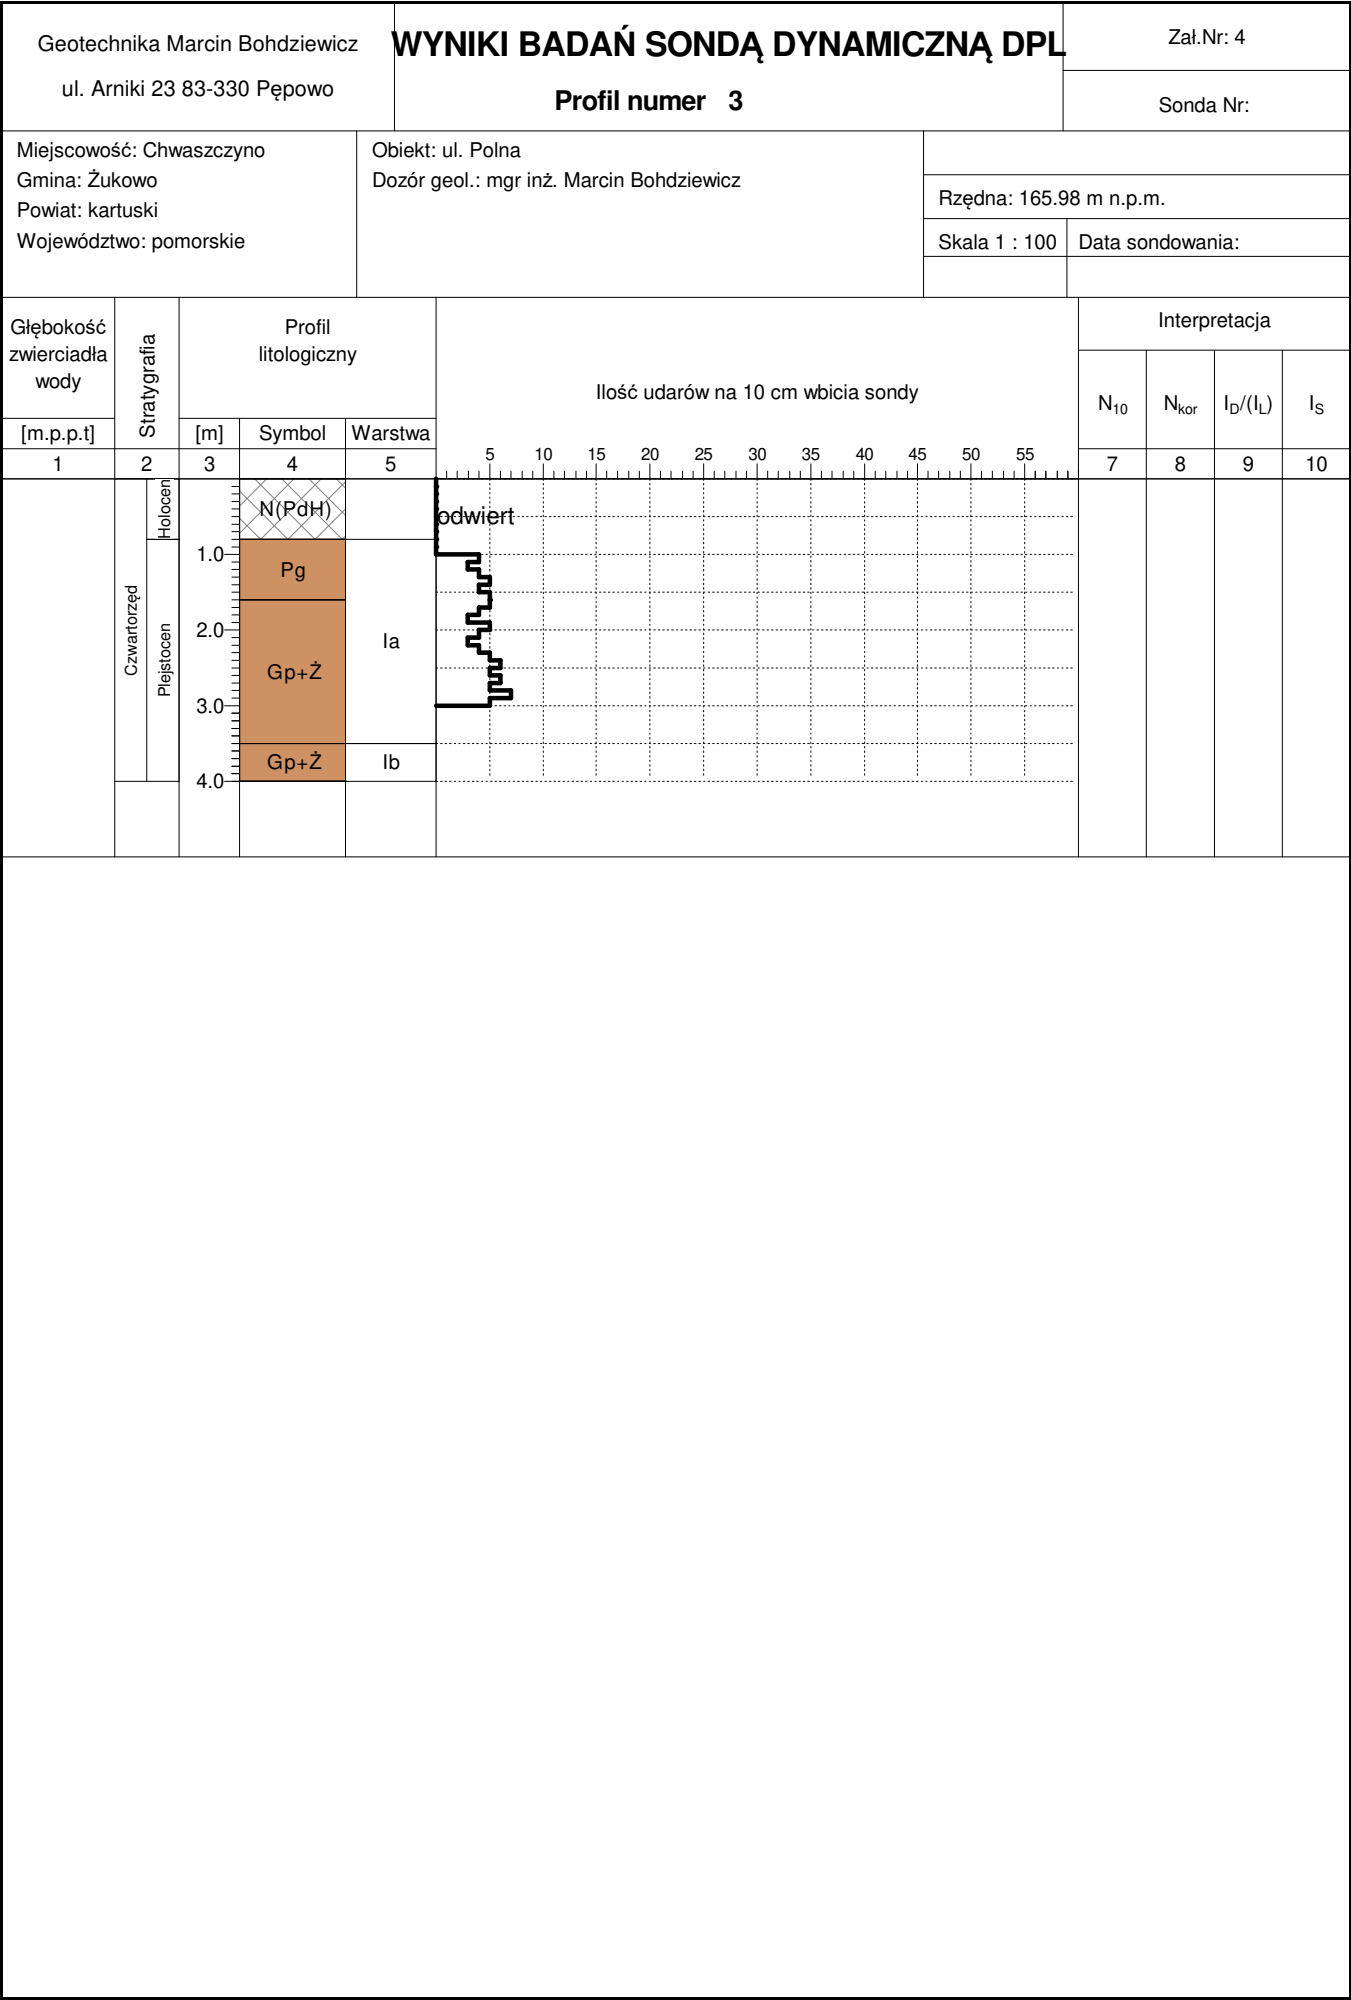 Geotechnika Marcin Bohdziewicz
ul. Arniki 23 83-330 Pępowo
WYNIKI BADAŃ SONDĄ DYNAMICZNĄ DPL
Profil numer 3
Zał.Nr: 4
Sonda Nr:
Miejscowość: Chwaszczyno
Gmina: Żukowo
Powiat: kartuski
Województwo: pomorskie
Obiekt: ul. Polna
Dozór geol.: mgr inż. Marcin Bohdziewicz
Rzędna: 165.98 m n.p.m.
Skala 1 : 100
Data sondowania:
Głębokość
zwierciadła
wody
[m.p.p.t]
Stratygrafia
Profil
litologiczny
[m]
Symbol
Warstwa
Ilość udarów na 10 cm wbicia sondy
5 10 15 20 25 30 35 40 45 50 55
Interpretacja
N10
Nkor
ID/(IL)
IS
1 2 3 4 5 7 8 9 10
Czwartorzęd
Holocen
Plejstocen
1.0
2.0
3.0
4.0
N(PdH)
Pg
Gp+Ż
Gp+Ż
Ia
Ib
odwiert